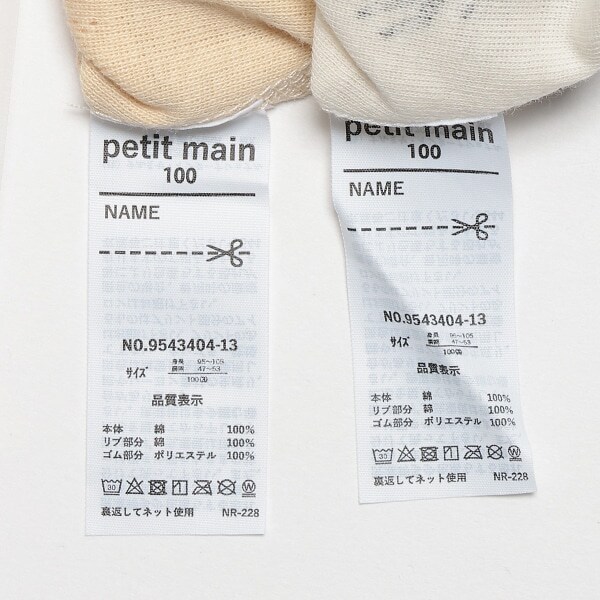 petit main
100
NAME
NO.9543404-13
サイズ
身長 95〜105
胴囲 47〜53
100
品質表示
本体 綿 100%
リブ部分 綿 100%
ゴム部分 ポリエステル 100%
30
裏返してネット使用 NR-228
petit main
100
NAME
NO.9543404-13
サイズ
身長 95〜105
胴囲 47〜53
100
品質表示
本体 綿 100%
リブ部分 綿 100%
ゴム部分 ポリエステル 100%
30
裏返してネット使用 NR-228